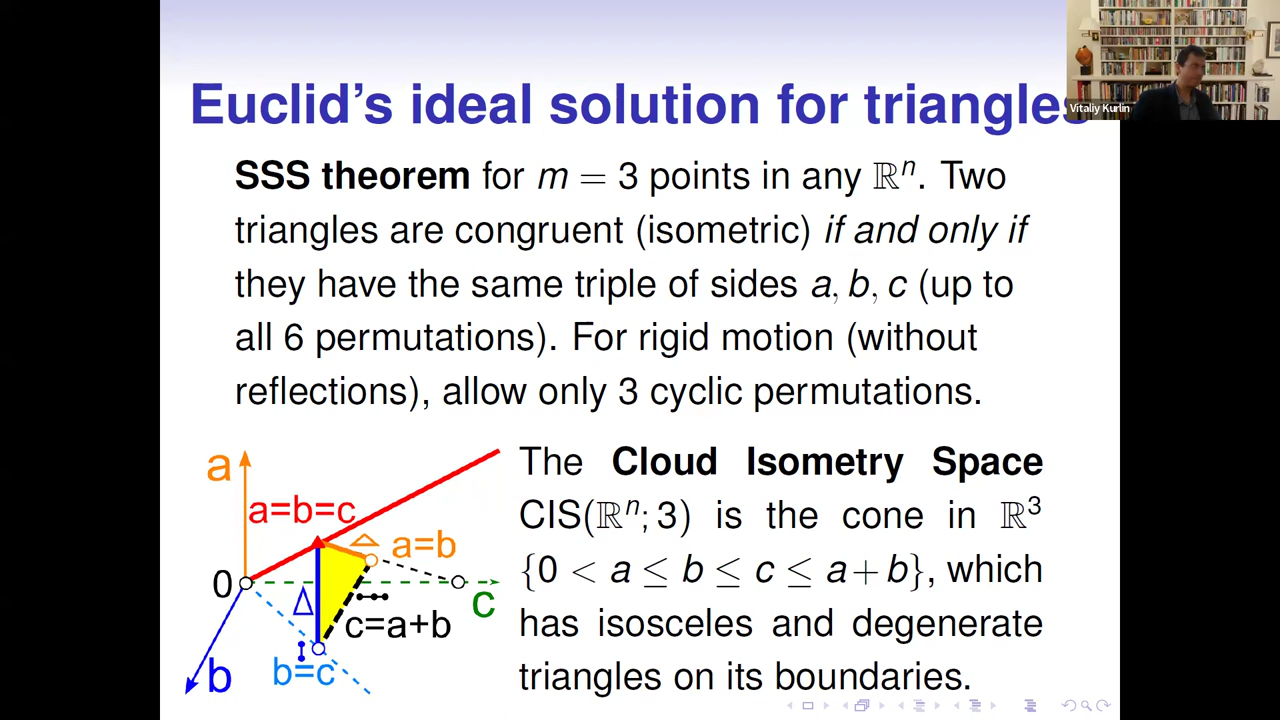 Euclid's ideal solution for triangles
Vitaliy Kurlin
SSS theorem for m = 3 points in any ℝⁿ. Two
triangles are congruent (isometric) if and only if
they have the same triple of sides a, b, c (up to
all 6 permutations). For rigid motion (without
reflections), allow only 3 cyclic permutations.
a
a=b=c
a=b
0
c
c=a+b
b
b=c
The Cloud Isometry Space
CIS(ℝⁿ; 3) is the cone in ℝ³
{0 < a ≤ b ≤ c ≤ a + b}, which
has isosceles and degenerate
triangles on its boundaries.